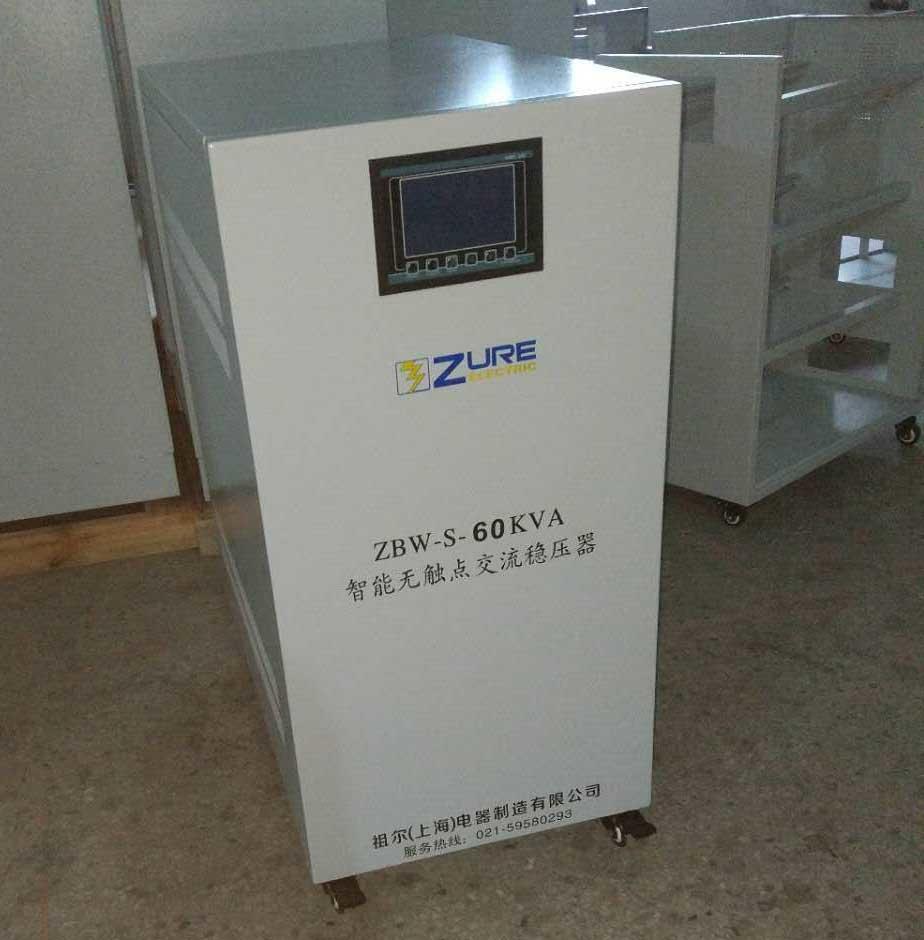 ZURE
ELECTRIC
ZBW-S-60KVA
智能无触点交流稳压器
祖尔(上海)电器制造有限公司
服务热线：021-59580293